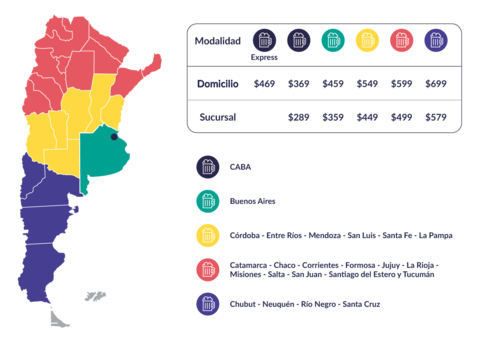 Modalidad
Express
Domicilio $469 $369 $459 $549 $599 $699
Sucursal $289 $359 $449 $499 $579
CABA
Buenos Aires
Córdoba - Entre Ríos - Mendoza - San Luis - Santa Fe - La Pampa
Catamarca - Chaco - Corrientes - Formosa - Jujuy - La Rioja -
Misiones - Salta - San Juan - Santiago del Estero y Tucumán
Chubut - Neuquén - Río Negro - Santa Cruz